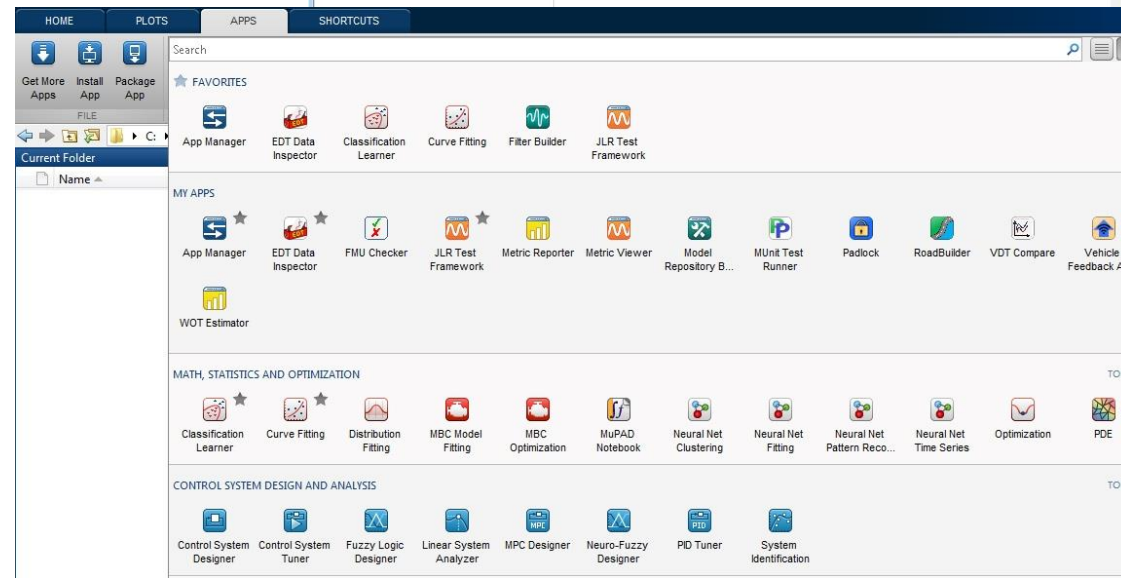 HOME PLOTS APPS SHORTCUTS
Search
Get More Apps
Install App
Package App
FILE
C:
Current Folder
Name
FAVORITES
App Manager
EDT Data Inspector
Classification Learner
Curve Fitting
Filter Builder
JLR Test Framework
MY APPS
App Manager
EDT Data Inspector
FMU Checker
JLR Test Framework
Metric Reporter
Metric Viewer
Model Repository B...
MUnit Test Runner
Padlock
RoadBuilder
VDT Compare
Vehicle Feedback A
WOT Estimator
MATH, STATISTICS AND OPTIMIZATION
TO
Classification Learner
Curve Fitting
Distribution Fitting
MBC Model Fitting
MBC Optimization
MuPAD Notebook
Neural Net Clustering
Neural Net Fitting
Neural Net Pattern Reco...
Neural Net Time Series
Optimization
PDE
CONTROL SYSTEM DESIGN AND ANALYSIS
TO
Control System Designer
Control System Tuner
Fuzzy Logic Designer
Linear System Analyzer
MPC
MPC Designer
Neuro-Fuzzy Designer
PID
PID Tuner
System Identification